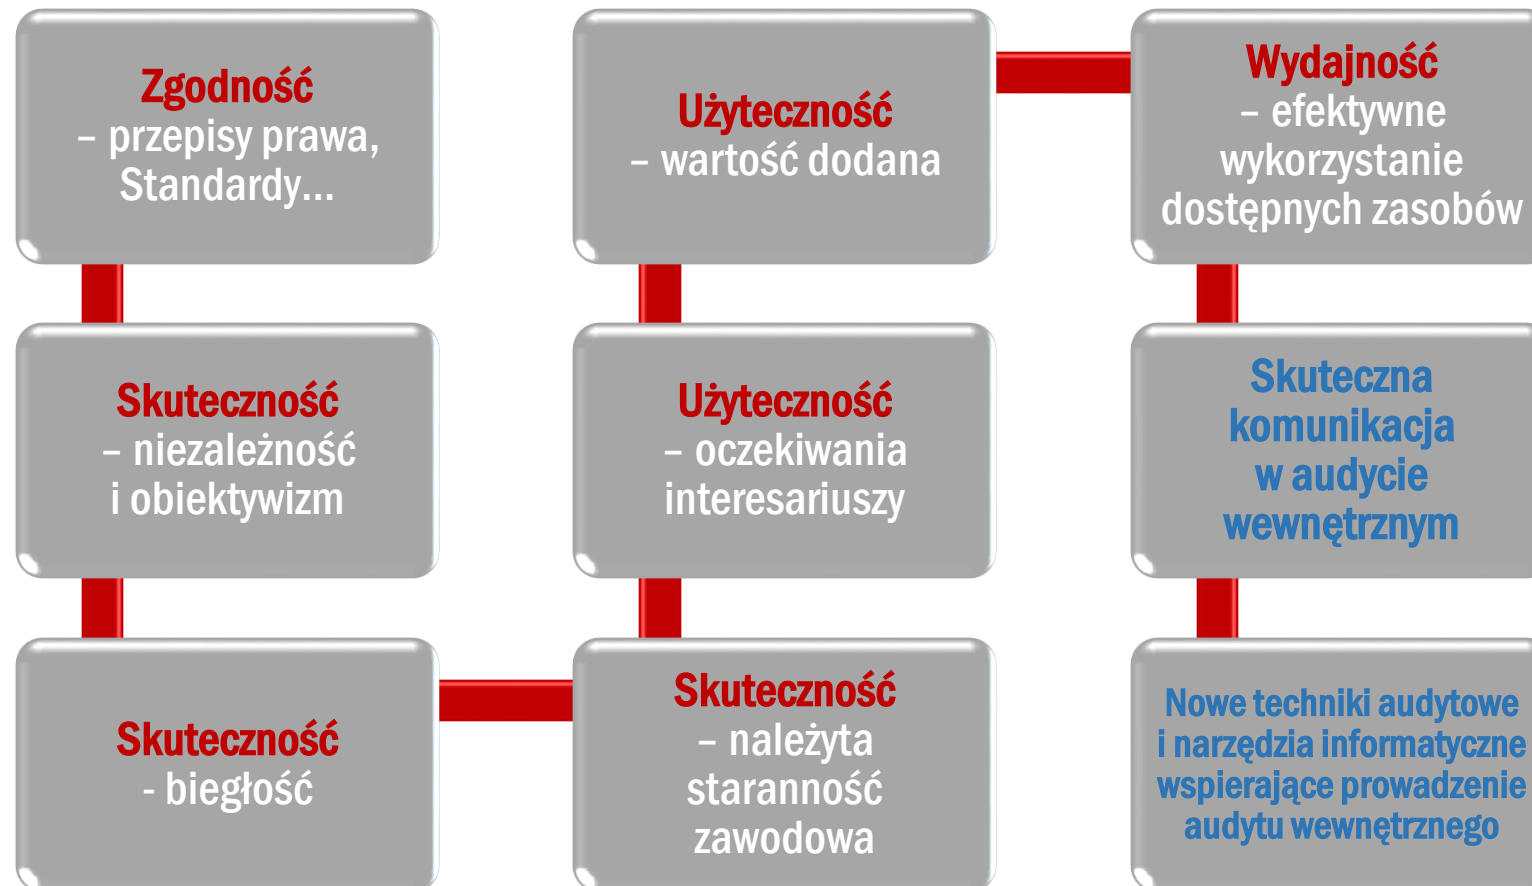 Zgodność
– przepisy prawa,
Standardy...
Skuteczność
– niezależność
i obiektywizm
Skuteczność
- biegłość
Skuteczność
– należyta
staranność
zawodowa
Użyteczność
– oczekiwania
interesariuszy
Użyteczność
– wartość dodana
Wydajność
– efektywne
wykorzystanie
dostępnych zasobów
Skuteczna
komunikacja
w audycie
wewnętrznym
Nowe techniki audytowe
i narzędzia informatyczne
wspierające prowadzenie
audytu wewnętrznego